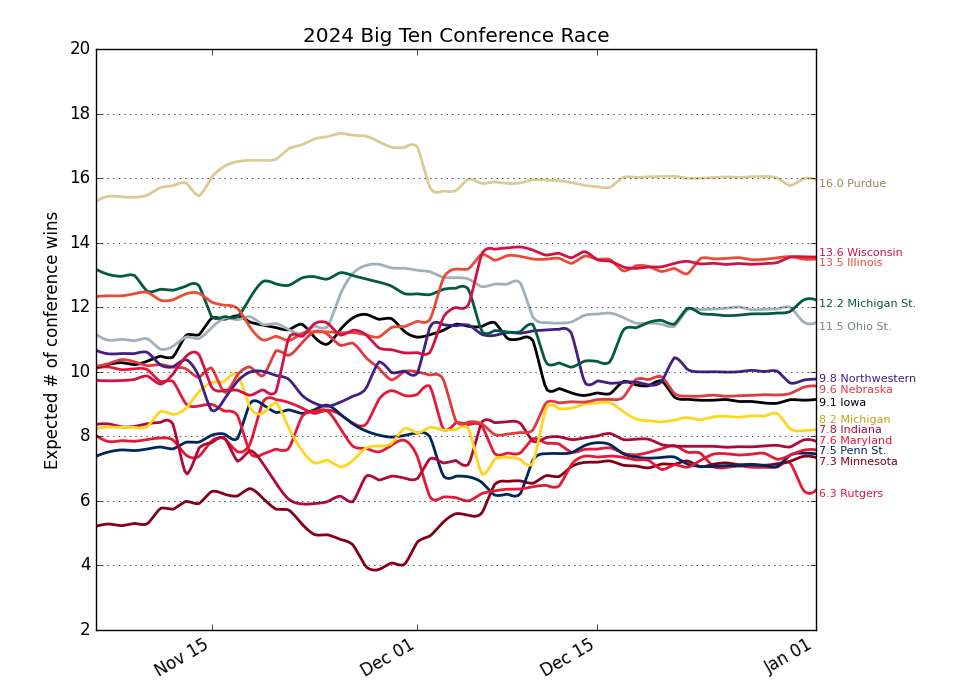 2024 Big Ten Conference Race
Expected # of conference wins
20
18
16
14
12
10
8
6
4
2
Nov 15
Dec 01
Dec 15
Jan 01
16.0 Purdue
13.6 Wisconsin
13.5 Illinois
12.2 Michigan St.
11.5 Ohio St.
9.8 Northwestern
9.6 Nebraska
9.1 Iowa
8.2 Michigan
7.8 Indiana
7.6 Maryland
7.5 Penn St.
7.3 Minnesota
6.3 Rutgers